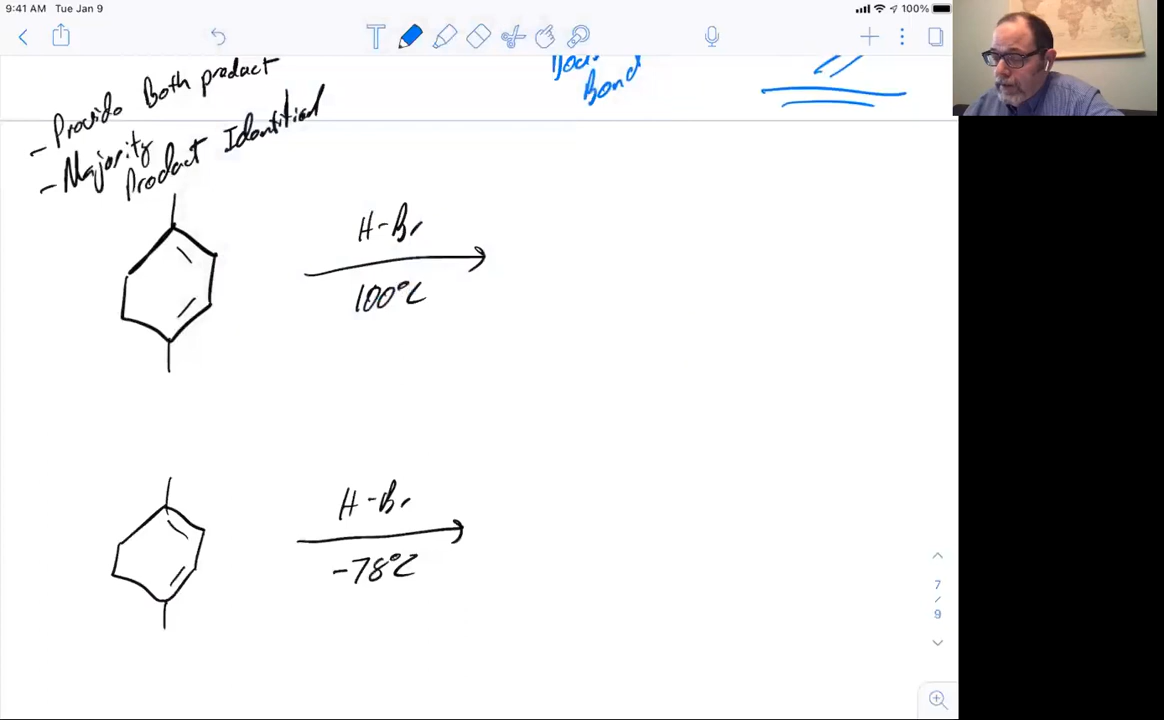 9:41 AM Tue Jan 9
100%
T
Bond
- Provide Both product
- Majority
Product Identified
H-Br
100°C
H-Br
-78°C
7
/
9